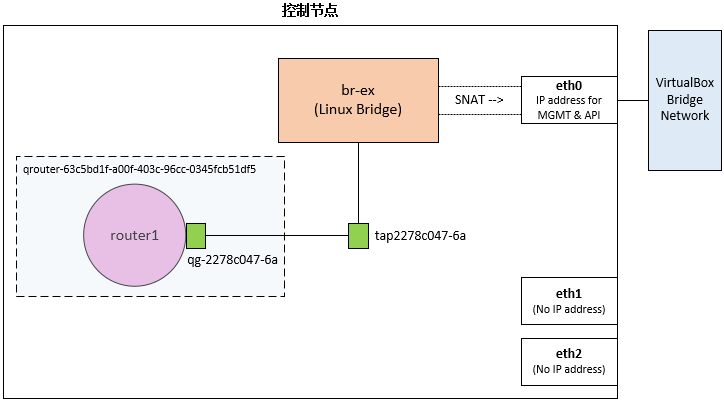 控制节点
br-ex
(Linux Bridge)
SNAT -->
eth0
IP address for
MGMT & API
VirtualBox
Bridge
Network
qrouter-63c5bd1f-a00f-403c-96cc-0345fcb51df5
router1
qg-2278c047-6a
tap2278c047-6a
eth1
(No IP address)
eth2
(No IP address)